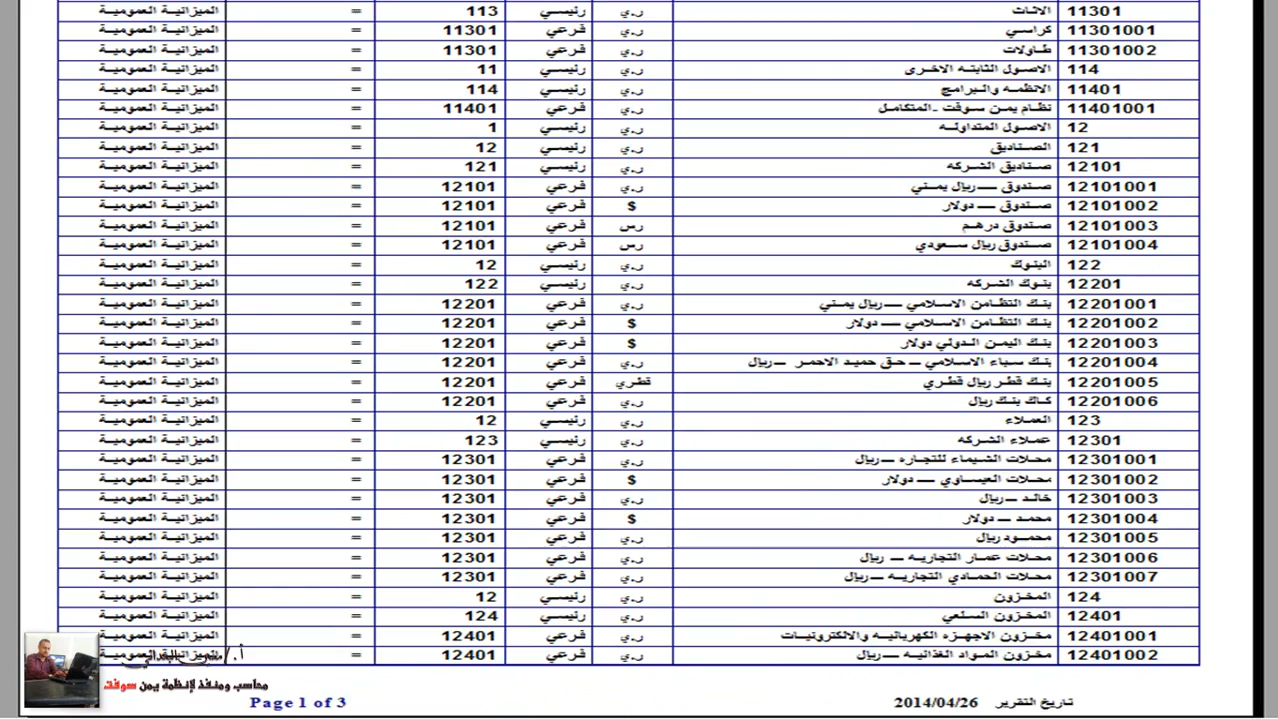 11301 الاثاث ر.ي رئيسي 113 = الميزانية العمومية
11301001 كراسي ر.ي فرعي 11301 = الميزانية العمومية
11301002 طاولات ر.ي فرعي 11301 = الميزانية العمومية
114 الاصول الثابته الاخرى ر.ي رئيسي 11 = الميزانية العمومية
11401 الانظمه والبرامج ر.ي رئيسي 114 = الميزانية العمومية
11401001 نظام يمن سوفت -المتكامل ر.ي فرعي 11401 = الميزانية العمومية
12 الاصول المتداوله ر.ي رئيسي 1 = الميزانية العمومية
121 الصناديق ر.ي رئيسي 12 = الميزانية العمومية
12101 صناديق الشركه ر.ي رئيسي 121 = الميزانية العمومية
12101001 صندوق – ريال يمني ر.ي فرعي 12101 = الميزانية العمومية
12101002 صندوق – دولار $ فرعي 12101 = الميزانية العمومية
12101003 صندوق درهم رس فرعي 12101 = الميزانية العمومية
12101004 صندوق ريال سعودي رس فرعي 12101 = الميزانية العمومية
122 البنوك ر.ي رئيسي 12 = الميزانية العمومية
12201 بنوك الشركه ر.ي رئيسي 122 = الميزانية العمومية
12201001 بنك التظامن الاسلامي – ريال يمني ر.ي فرعي 12201 = الميزانية العمومية
12201002 بنك التظامن الاسلامي – دولار $ فرعي 12201 = الميزانية العمومية
12201003 بنك اليمن الدولي دولار $ فرعي 12201 = الميزانية العمومية
12201004 بنك سباء الاسلامي – حق حميد الاحمر – ريال ر.ي فرعي 12201 = الميزانية العمومية
12201005 بنك قطر ريال قطري قطري فرعي 12201 = الميزانية العمومية
12201006 كاك بنك ريال ر.ي فرعي 12201 = الميزانية العمومية
123 العملاء ر.ي رئيسي 12 = الميزانية العمومية
12301 عملاء الشركه ر.ي رئيسي 123 = الميزانية العمومية
12301001 محلات الشيماء للتجاره – ريال ر.ي فرعي 12301 = الميزانية العمومية
12301002 محلات العيساوي – دولار $ فرعي 12301 = الميزانية العمومية
12301003 خالد – ريال ر.ي فرعي 12301 = الميزانية العمومية
12301004 محمد – دولار $ فرعي 12301 = الميزانية العمومية
12301005 محمود ريال ر.ي فرعي 12301 = الميزانية العمومية
12301006 محلات عمار التجاريه – ريال ر.ي فرعي 12301 = الميزانية العمومية
12301007 محلات الحمادي التجاريه – ريال ر.ي فرعي 12301 = الميزانية العمومية
124 المخزون ر.ي رئيسي 12 = الميزانية العمومية
12401 المخزون السلعي ر.ي رئيسي 124 = الميزانية العمومية
12401001 مخزون الاجهزه الكهربائيه والالكترونيات ر.ي فرعي 12401 = الميزانية العمومية
12401002 مخزون المواد الغذائيه – ريال ر.ي فرعي 12401 = الميزانية العمومية
أ./
محاسب ومنفذ لإنظمة يمن سوفت
تاريخ التقرير 2014/04/26 Page 1 of 3